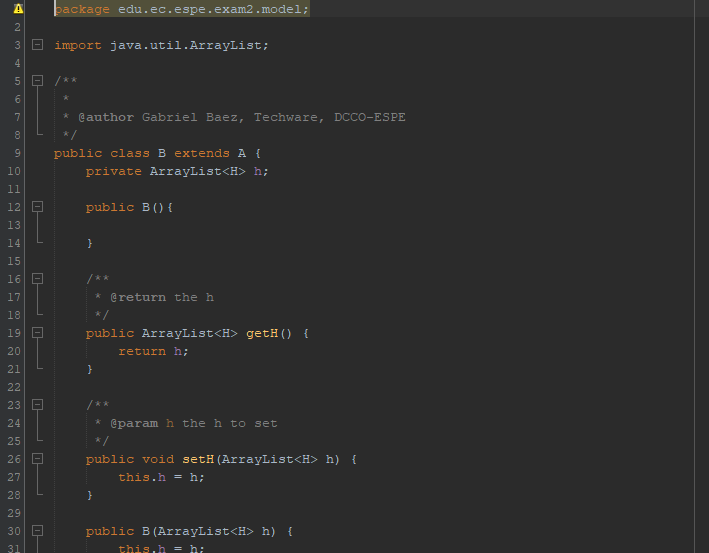 package edu.ec.espe.exam2.model;
2
3 import java.util.ArrayList;
4
5 /**
6 *
7 * @author Gabriel Baez, Techware, DCCO-ESPE
8 */
9 public class B extends A {
10 private ArrayList<H> h;
11
12 public B(){
13
14 }
15
16 /**
17 * @return the h
18 */
19 public ArrayList<H> getH() {
20 return h;
21 }
22
23 /**
24 * @param h the h to set
25 */
26 public void setH(ArrayList<H> h) {
27 this.h = h;
28 }
29
30 public B(ArrayList<H> h) {
31 this.h = h;